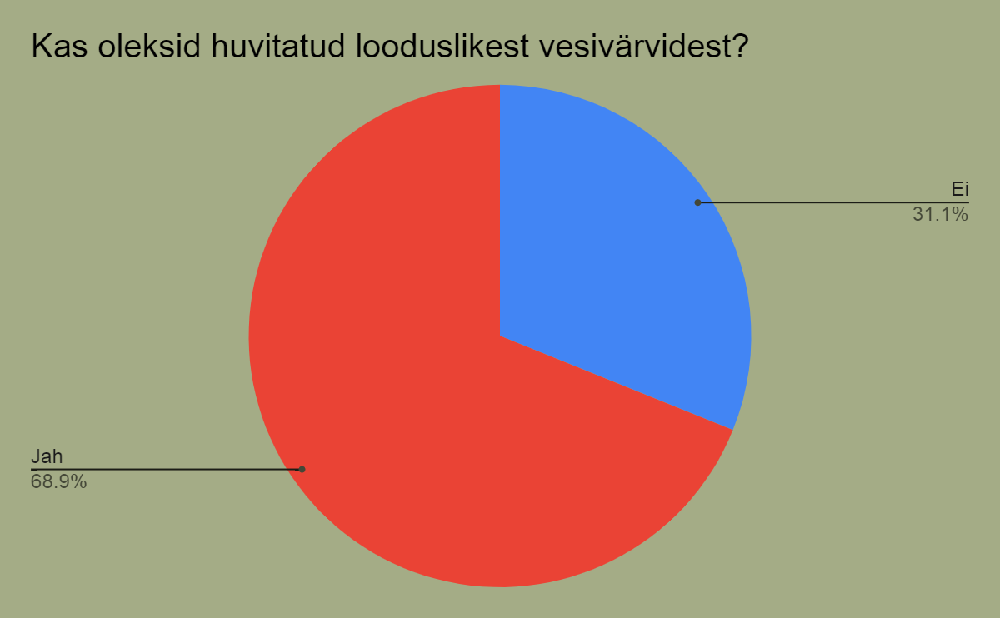 Kas oleksid huvitatud looduslikest vesivärvidest?
Ei
31.1%
Jah
68.9%